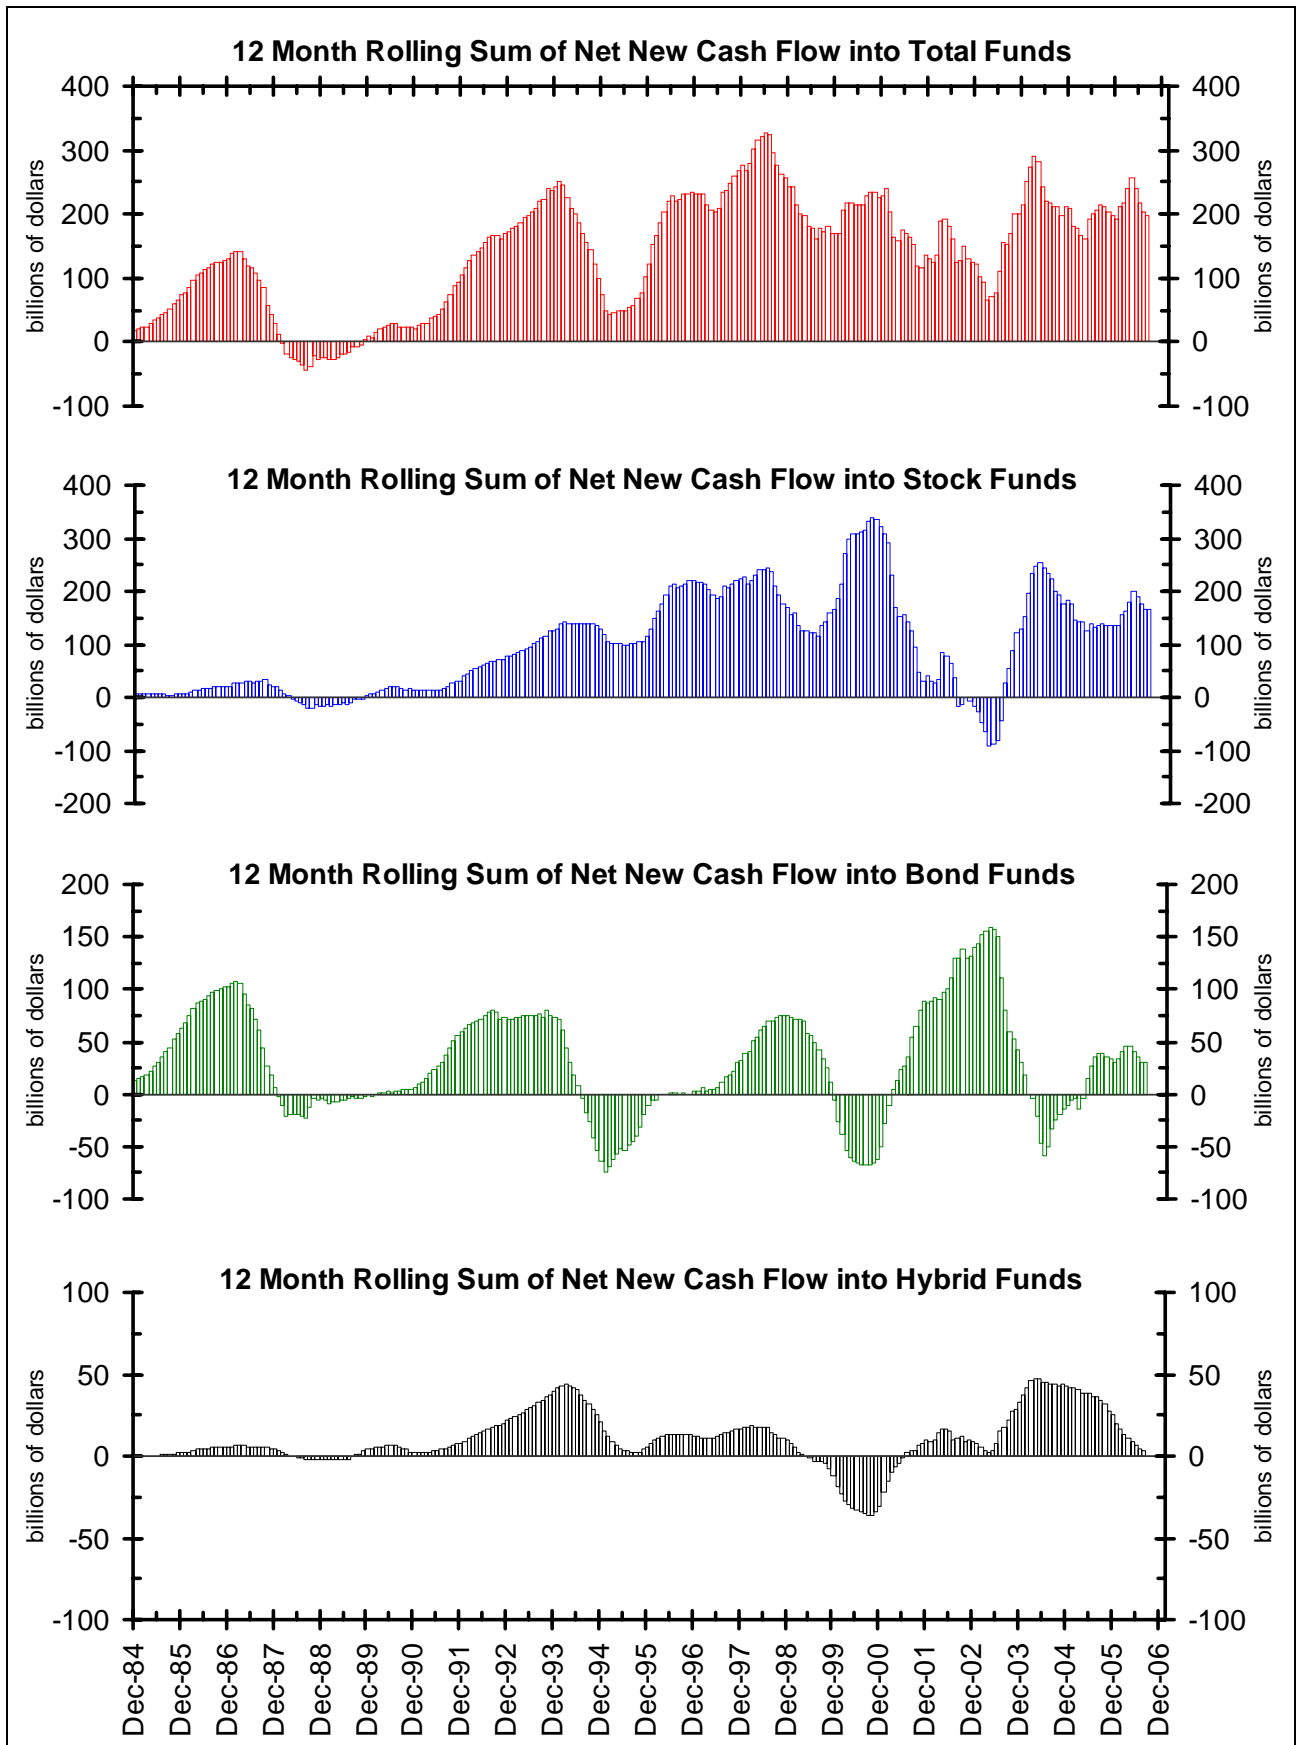 12 Month Rolling Sum of Net New Cash Flow into Total Funds
400 400
300 300
200 200
100 100
0 0
-100 -100
billions of dollars
billions of dollars
12 Month Rolling Sum of Net New Cash Flow into Stock Funds
400 400
300 300
200 200
100 100
0 0
-100 -100
-200 -200
billions of dollars
billions of dollars
12 Month Rolling Sum of Net New Cash Flow into Bond Funds
200 200
150 150
100 100
50 50
0 0
-50 -50
-100 -100
billions of dollars
billions of dollars
12 Month Rolling Sum of Net New Cash Flow into Hybrid Funds
100 100
50 50
0 0
-50 -50
-100 -100
billions of dollars
billions of dollars
Dec-84
Dec-85
Dec-86
Dec-87
Dec-88
Dec-89
Dec-90
Dec-91
Dec-92
Dec-93
Dec-94
Dec-95
Dec-96
Dec-97
Dec-98
Dec-99
Dec-00
Dec-01
Dec-02
Dec-03
Dec-04
Dec-05
Dec-06